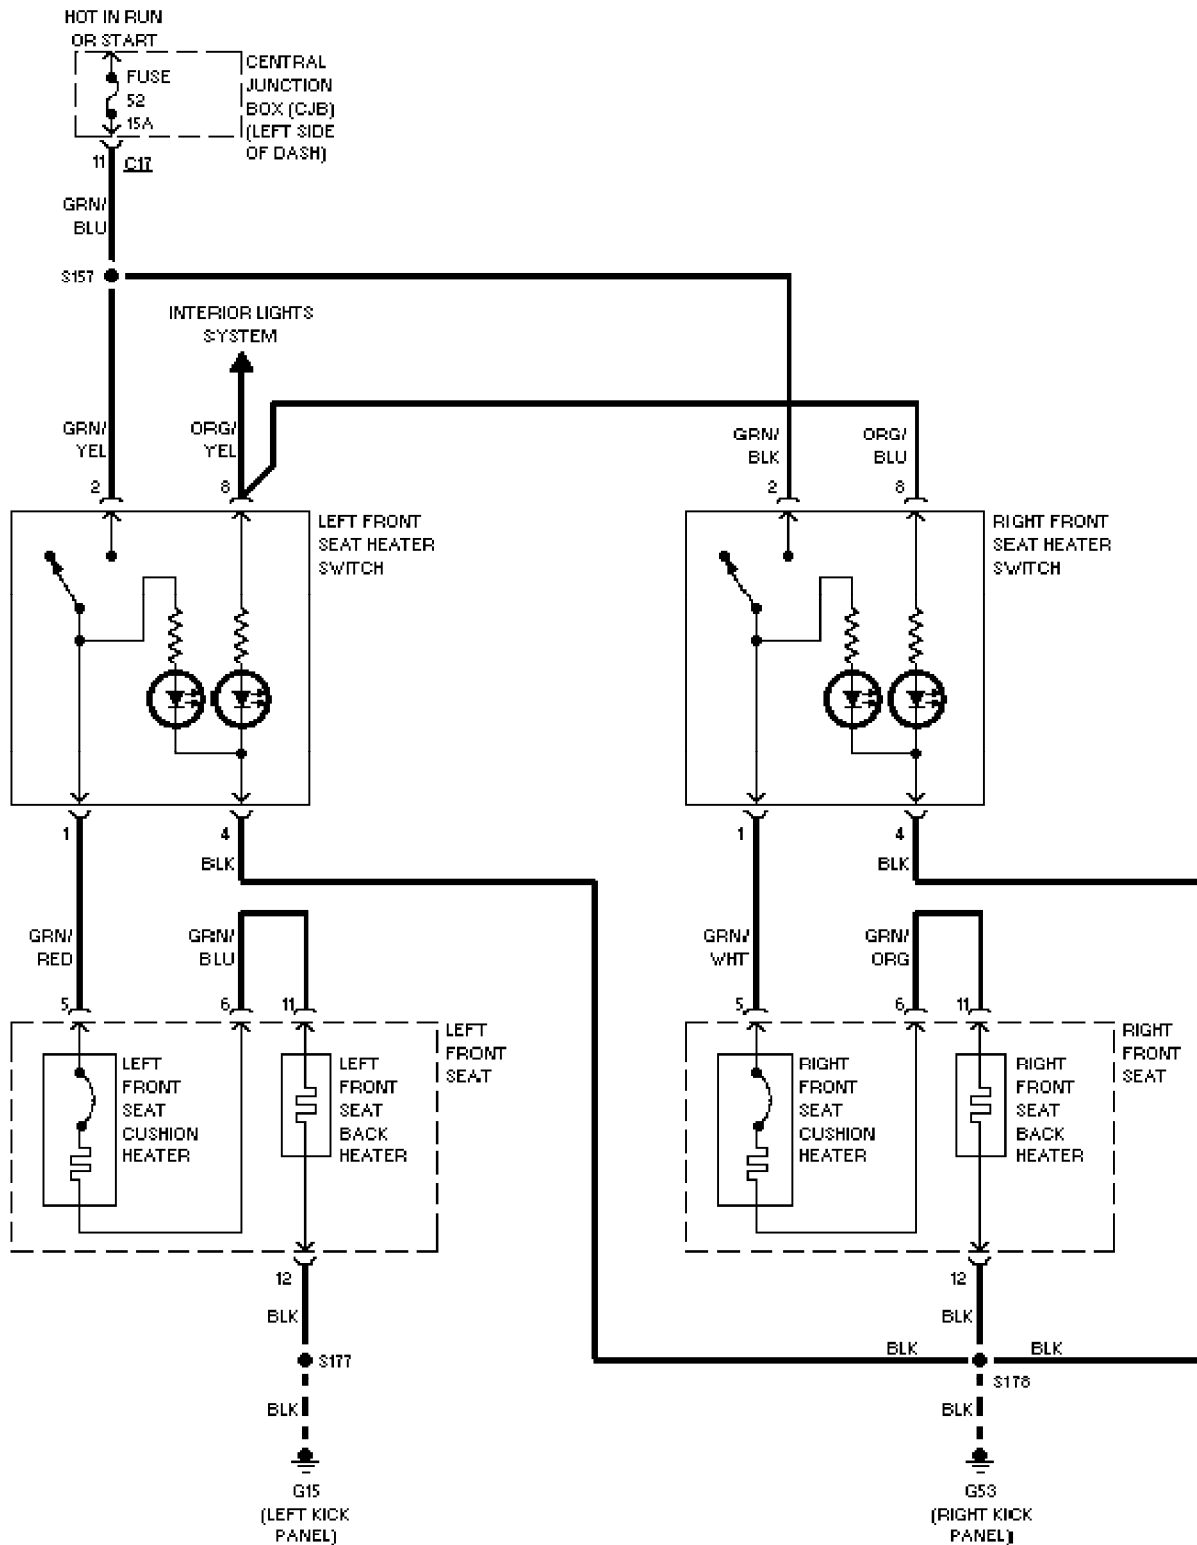 HOT IN RUN
OR START
FUSE
52
15A
CENTRAL
JUNCTION
BOX (CJB)
(LEFT SIDE
OF DASH)
11 C17
GRN/
BLU
S157
INTERIOR LIGHTS
SYSTEM
GRN/
YEL
2
ORG/
YEL
8
GRN/
BLK
2
ORG/
BLU
8
LEFT FRONT
SEAT HEATER
SWITCH
RIGHT FRONT
SEAT HEATER
SWITCH
1
4
BLK
1
4
BLK
GRN/
RED
5
GRN/
BLU
6
11
GRN/
WHT
5
GRN/
ORG
6
11
LEFT
FRONT
SEAT
CUSHION
HEATER
LEFT
FRONT
SEAT
BACK
HEATER
LEFT
FRONT
SEAT
RIGHT
FRONT
SEAT
CUSHION
HEATER
RIGHT
FRONT
SEAT
BACK
HEATER
RIGHT
FRONT
SEAT
12
BLK
S177
BLK
G15
(LEFT KICK
PANEL)
12
BLK
BLK
BLK
S178
BLK
G53
(RIGHT KICK
PANEL)